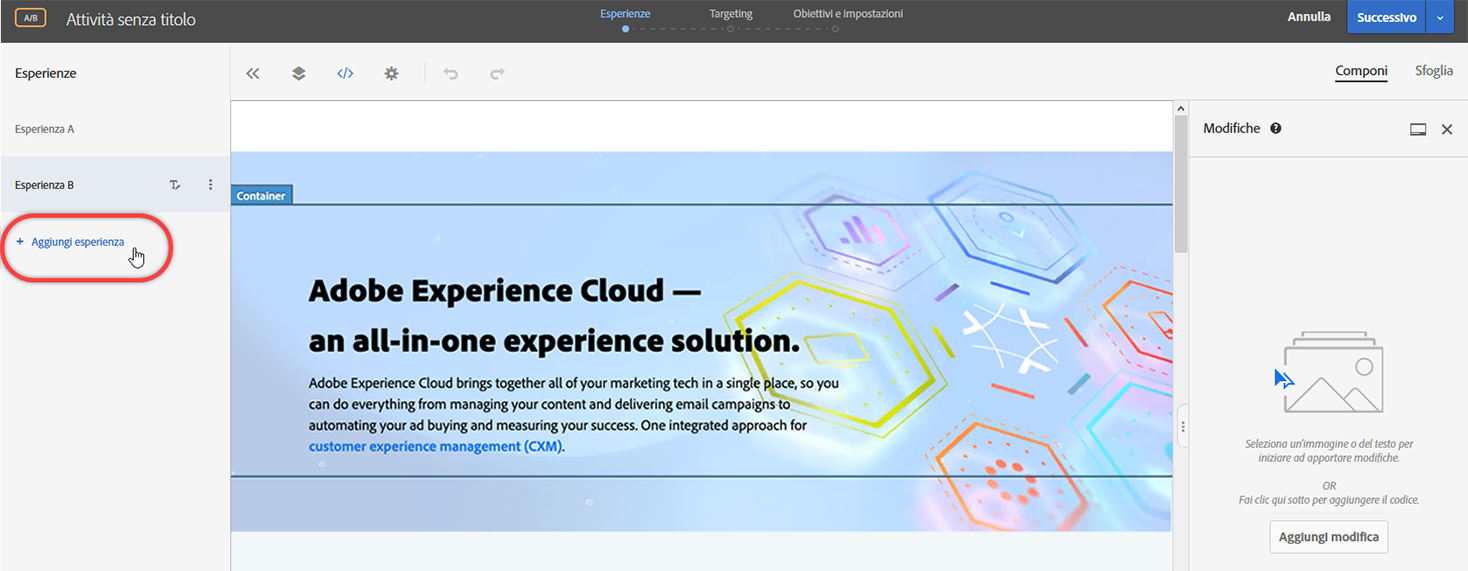 A/B
Attività senza titolo
Esperienze
Targeting
Obiettivi e impostazioni
Annulla
Successivo
Esperienze
Componi
Sfoglia
Esperienza A
Esperienza B
+ Aggiungi esperienza
Container
Adobe Experience Cloud —
an all-in-one experience solution.
Adobe Experience Cloud brings together all of your marketing tech in a single place, so you
can do everything from managing your content and delivering email campaigns to
automating your ad buying and measuring your success. One integrated approach for
customer experience management (CXM).
Modifiche
Seleziona un'immagine o del testo per
iniziare ad apportare modifiche.
OR
Fai clic qui sotto per aggiungere il codice.
Aggiungi modifica